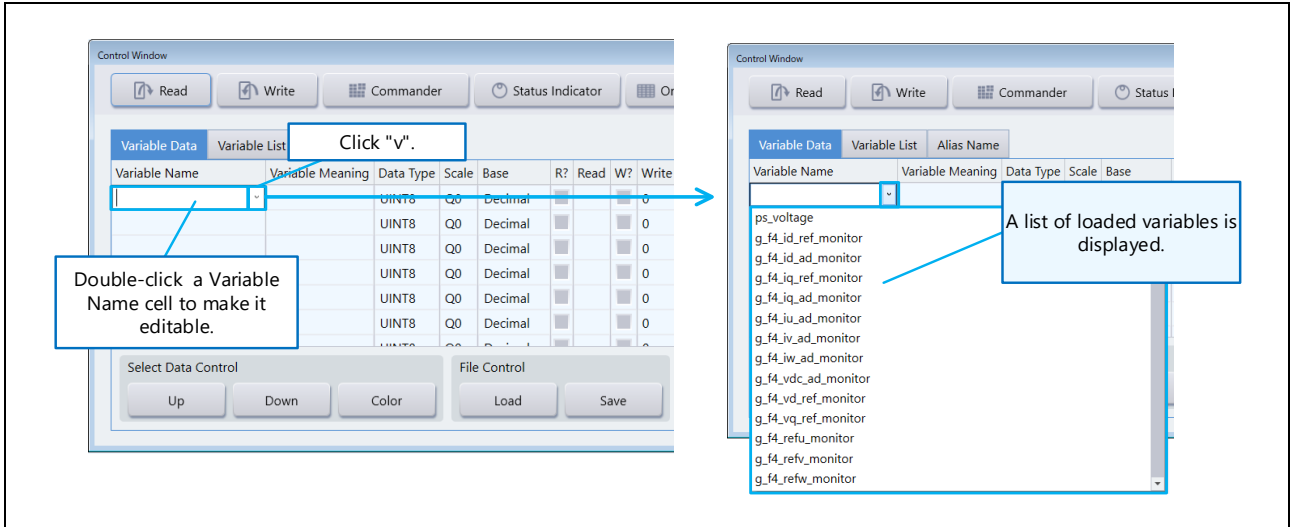 Control Window
Read
Write
Commander
Status Indicator
Or
Variable Data
Variable List
Click "v".
Variable Name
Variable Meaning
Data Type
Scale
Base
R?
Read
W?
Write
UINT8 Q0 Decimal 0
UINT8 Q0 Decimal 0
UINT8 Q0 Decimal 0
UINT8 Q0 Decimal 0
UINT8 Q0 Decimal 0
UINT8 Q0 Decimal 0
Double-click a Variable
Name cell to make it
editable.
Select Data Control
Up
Down
Color
File Control
Load
Save
Control Window
Read
Write
Commander
Status I
Variable Data
Variable List
Alias Name
Variable Name
Variable Meaning
Data Type
Scale
Base
A list of loaded variables is
displayed.
ps_voltage
g_f4_id_ref_monitor
g_f4_id_ad_monitor
g_f4_iq_ref_monitor
g_f4_iq_ad_monitor
g_f4_iu_ad_monitor
g_f4_iv_ad_monitor
g_f4_iw_ad_monitor
g_f4_vdc_ad_monitor
g_f4_vd_ref_monitor
g_f4_vq_ref_monitor
g_f4_refu_monitor
g_f4_refv_monitor
g_f4_refw_monitor